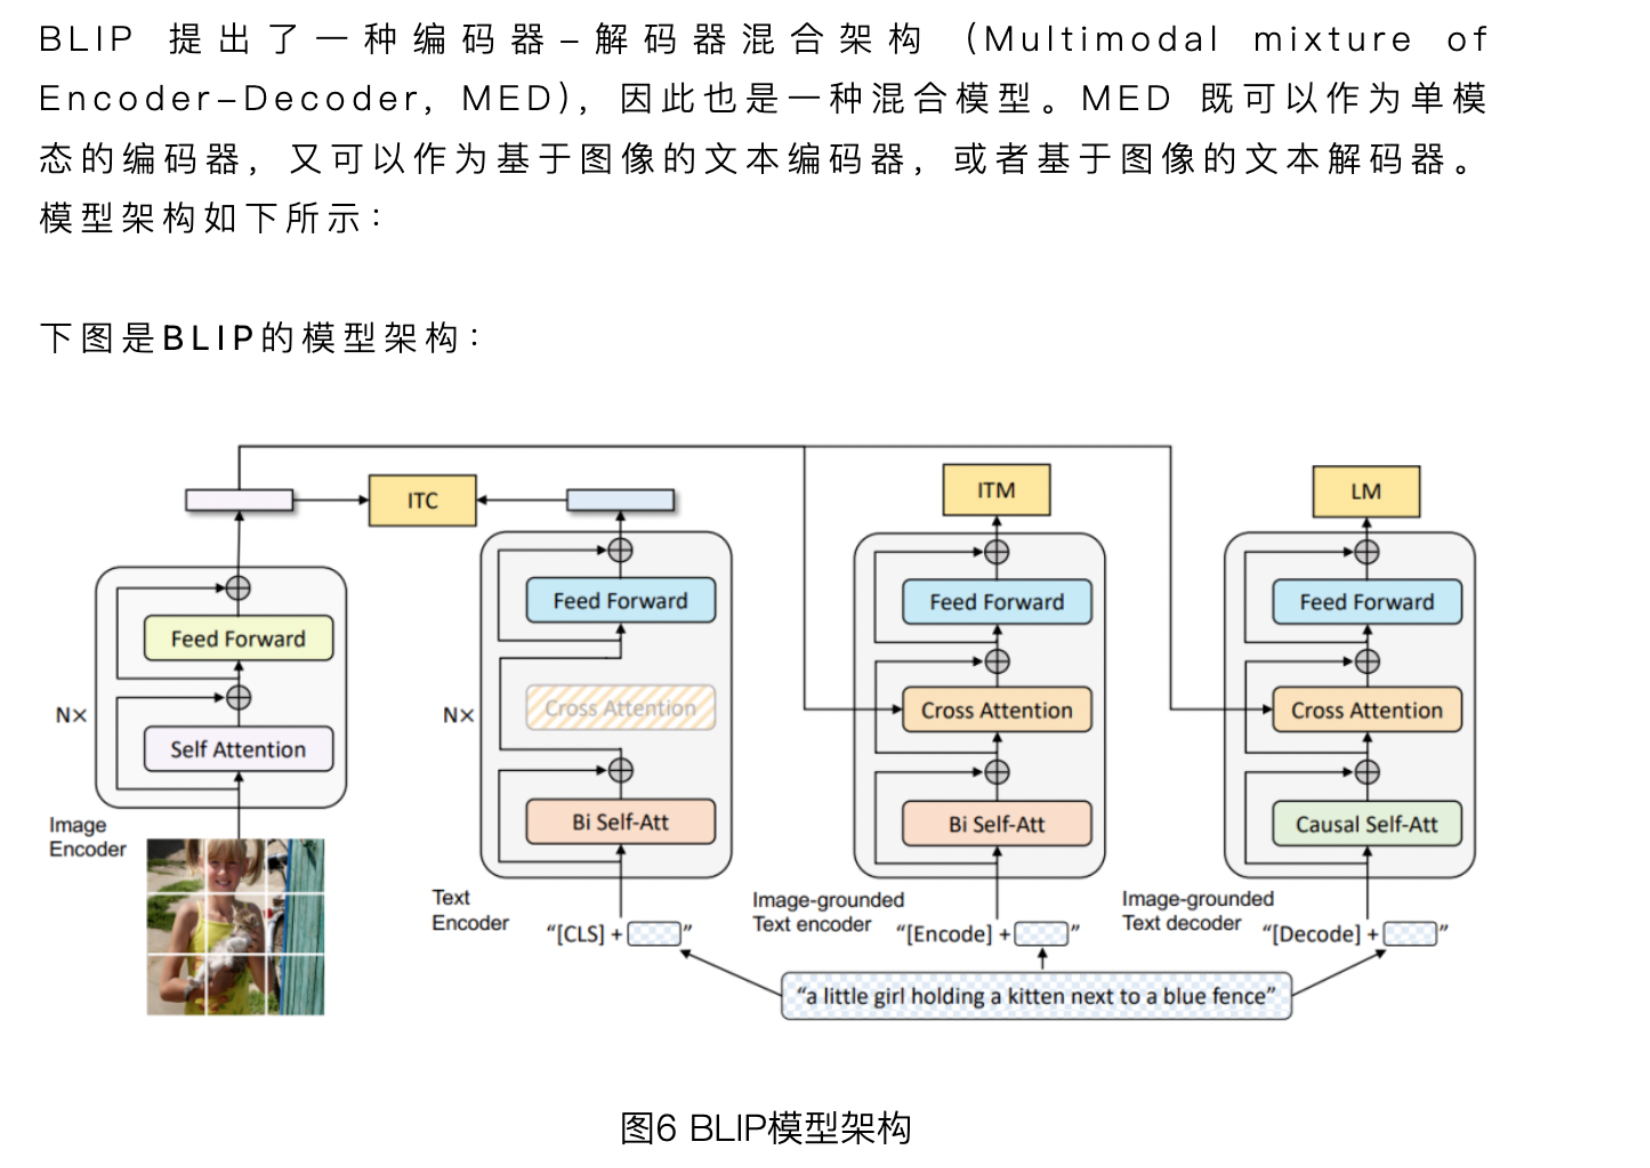 BLIP 提出了一种编码器-解码器混合架构 (Multimodal mixture of
Encoder-Decoder, MED), 因此也是一种混合模型。MED 既可以作为单模
态的编码器, 又可以作为基于图像的文本编码器, 或者基于图像的文本解码器。
模型架构如下所示:
下图是BLIP的模型架构:
ITC
ITM
LM
Feed Forward
Self Attention
N×
Image
Encoder
Feed Forward
Cross Attention
Bi Self-Att
N×
Text
Encoder
"[CLS] + "
Feed Forward
Cross Attention
Bi Self-Att
Image-grounded
Text encoder
"[Encode] + "
Feed Forward
Cross Attention
Causal Self-Att
Image-grounded
Text decoder
"[Decode] + "
"a little girl holding a kitten next to a blue fence"
图6 BLIP模型架构